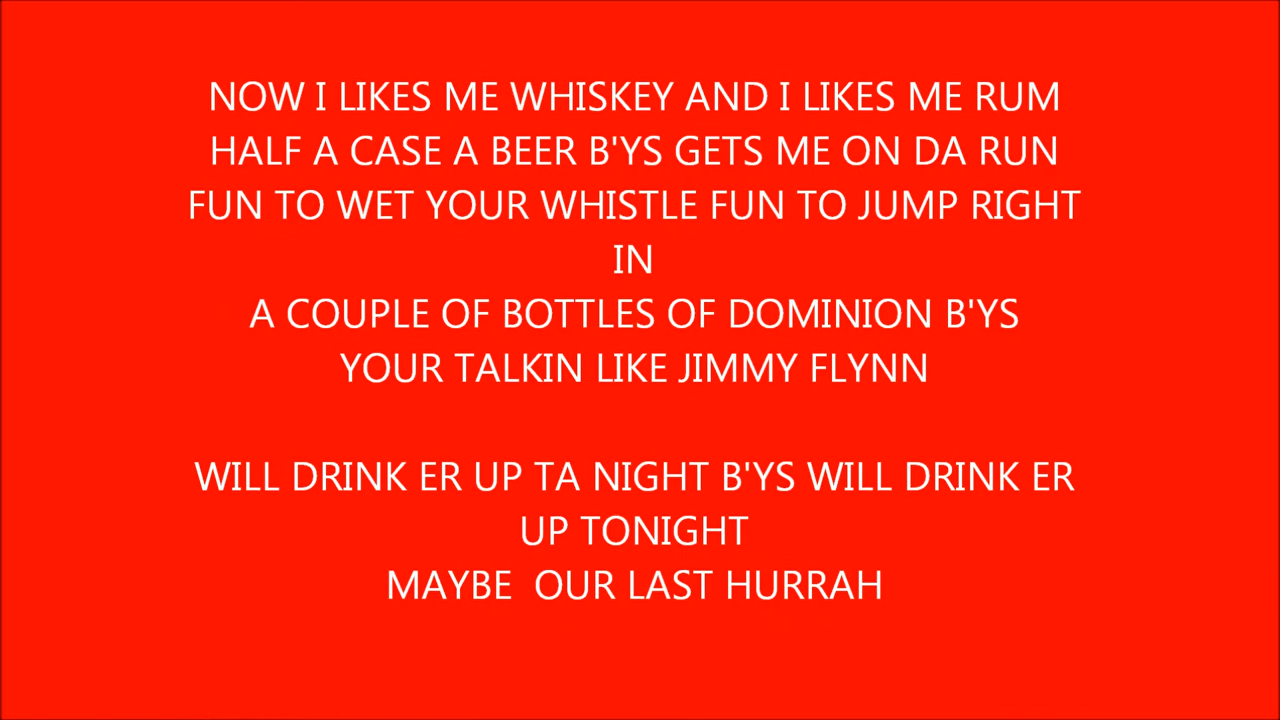 NOW I LIKES ME WHISKEY AND I LIKES ME RUM
HALF A CASE A BEER B'YS GETS ME ON DA RUN
FUN TO WET YOUR WHISTLE FUN TO JUMP RIGHT
IN
A COUPLE OF BOTTLES OF DOMINION B'YS
YOUR TALKIN LIKE JIMMY FLYNN
WILL DRINK ER UP TA NIGHT B'YS WILL DRINK ER
UP TONIGHT
MAYBE  OUR LAST HURRAH